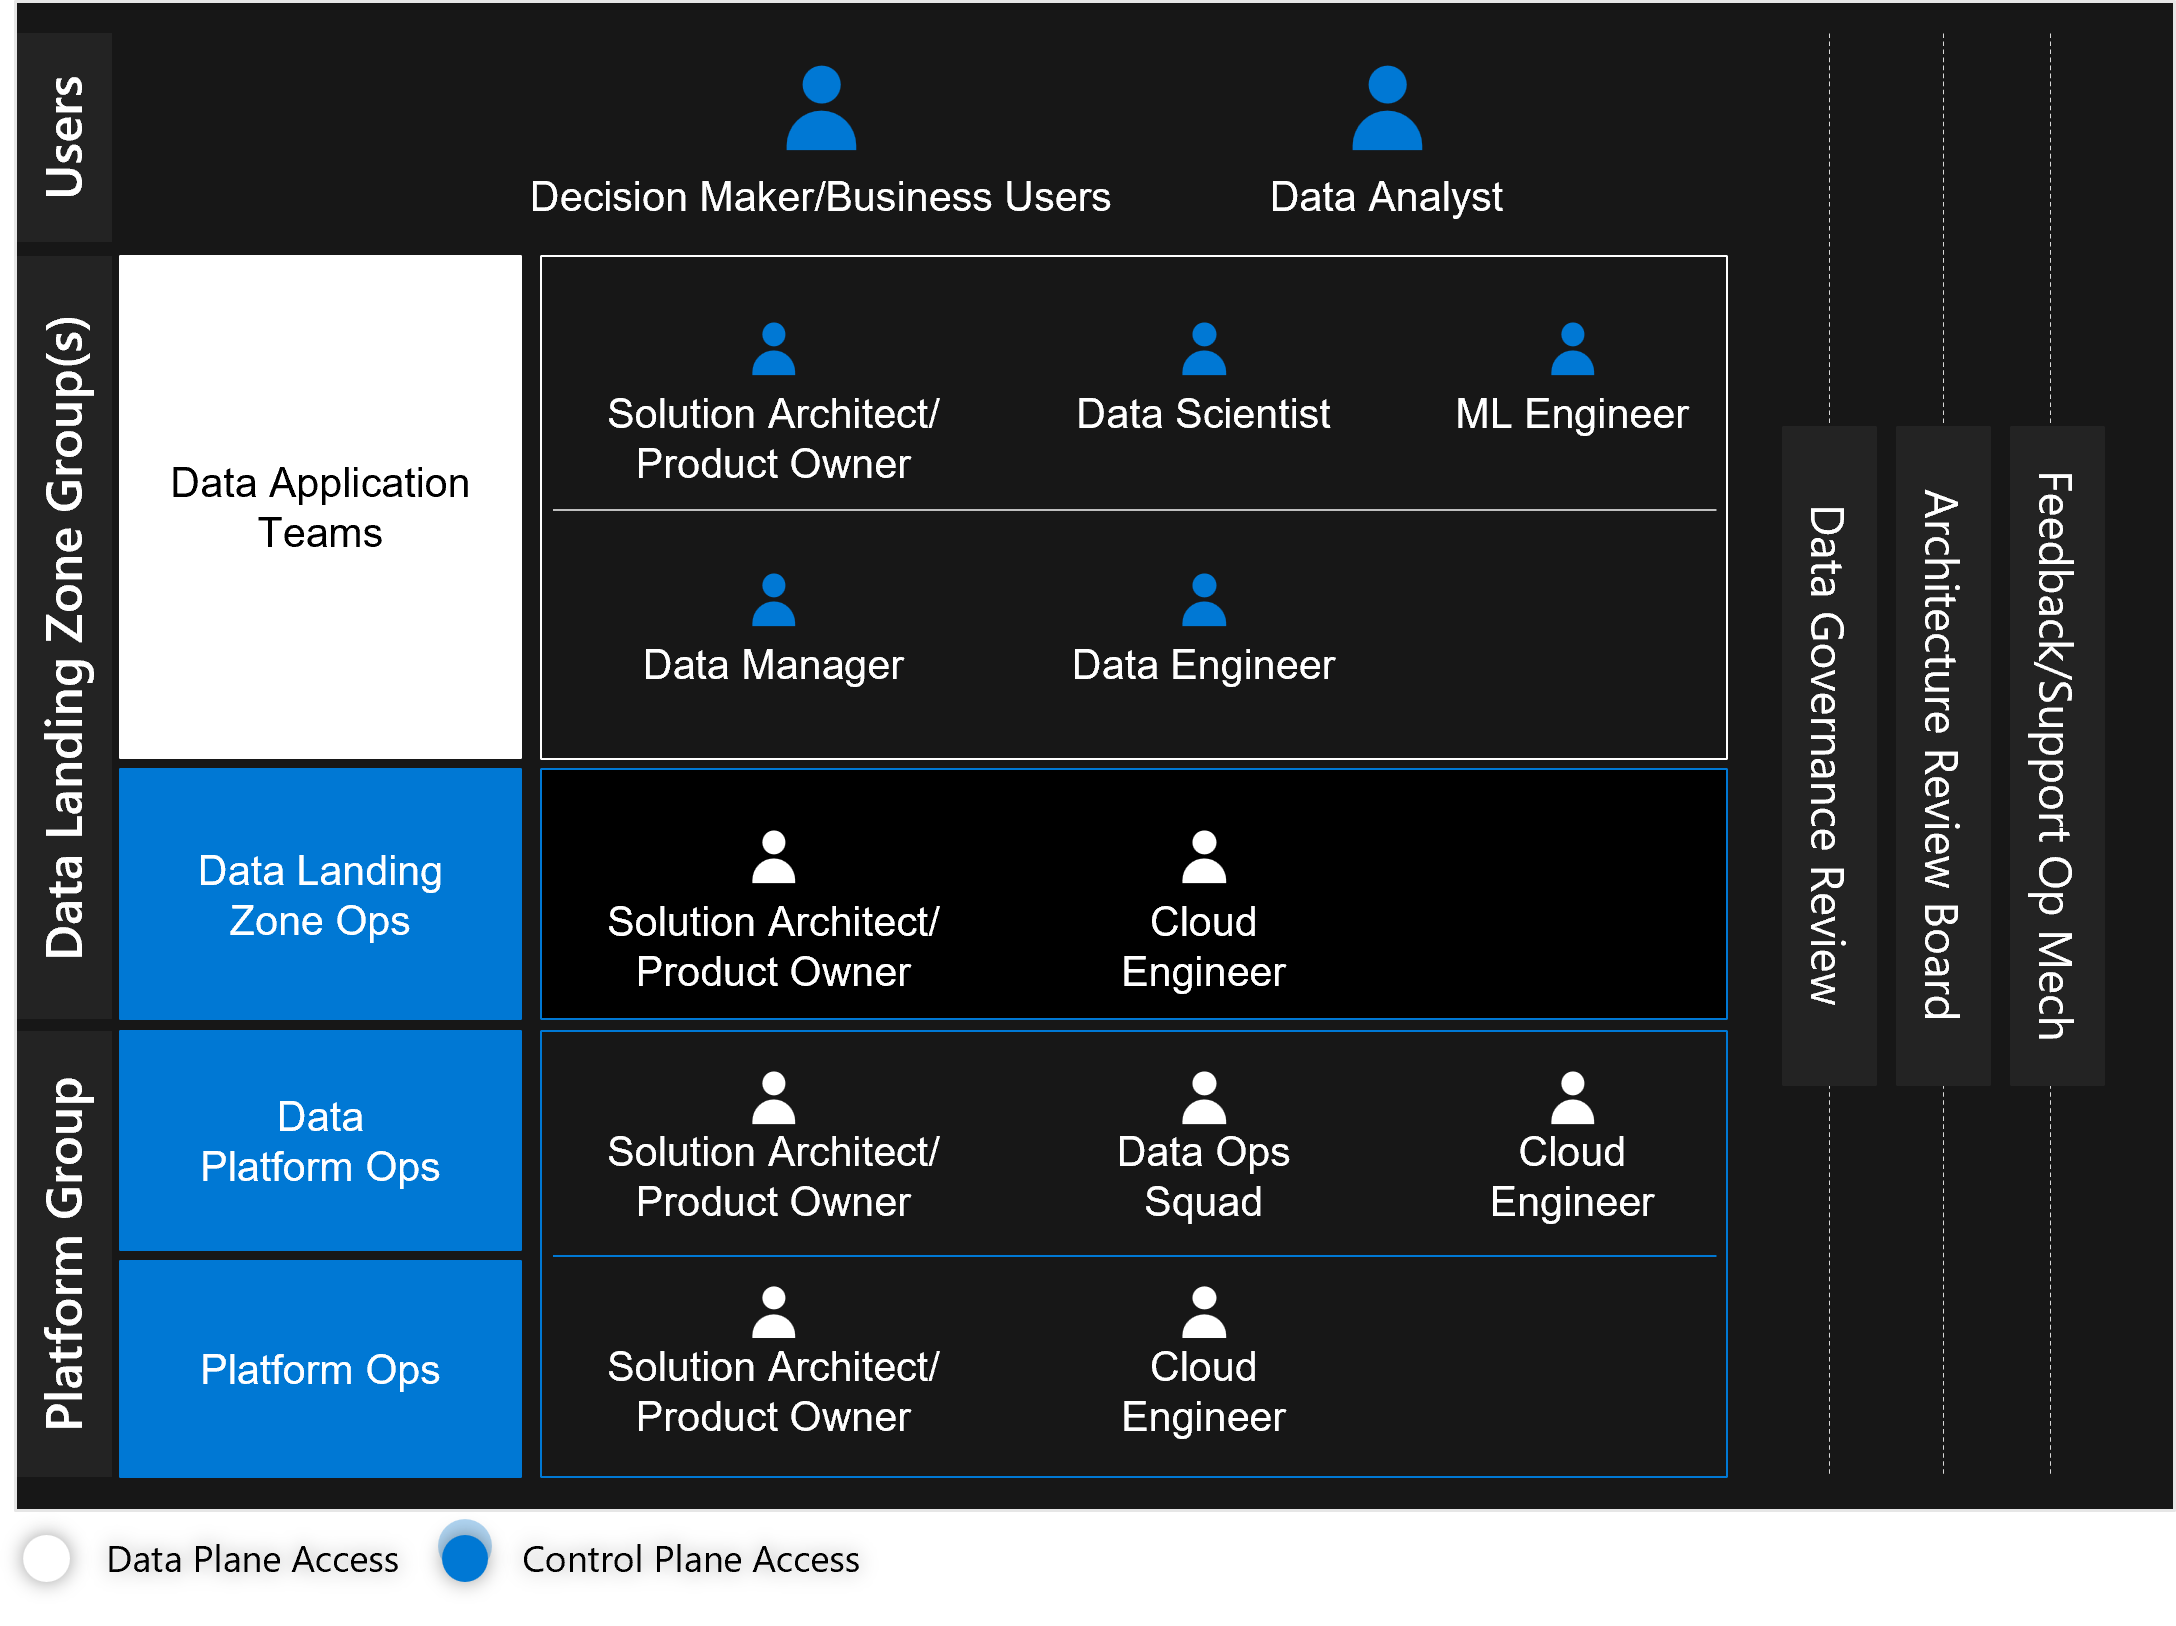 Users
Decision Maker/Business Users
Data Analyst
Data Landing Zone Group(s)
Data Application
Teams
Solution Architect/
Product Owner
Data Scientist
ML Engineer
Data Manager
Data Engineer
Data Landing
Zone Ops
Solution Architect/
Product Owner
Cloud
Engineer
Platform Group
Data
Platform Ops
Solution Architect/
Product Owner
Data Ops
Squad
Cloud
Engineer
Platform Ops
Solution Architect/
Product Owner
Cloud
Engineer
Data Governance Review
Architecture Review Board
Feedback/Support Op Mech
Data Plane Access
Control Plane Access